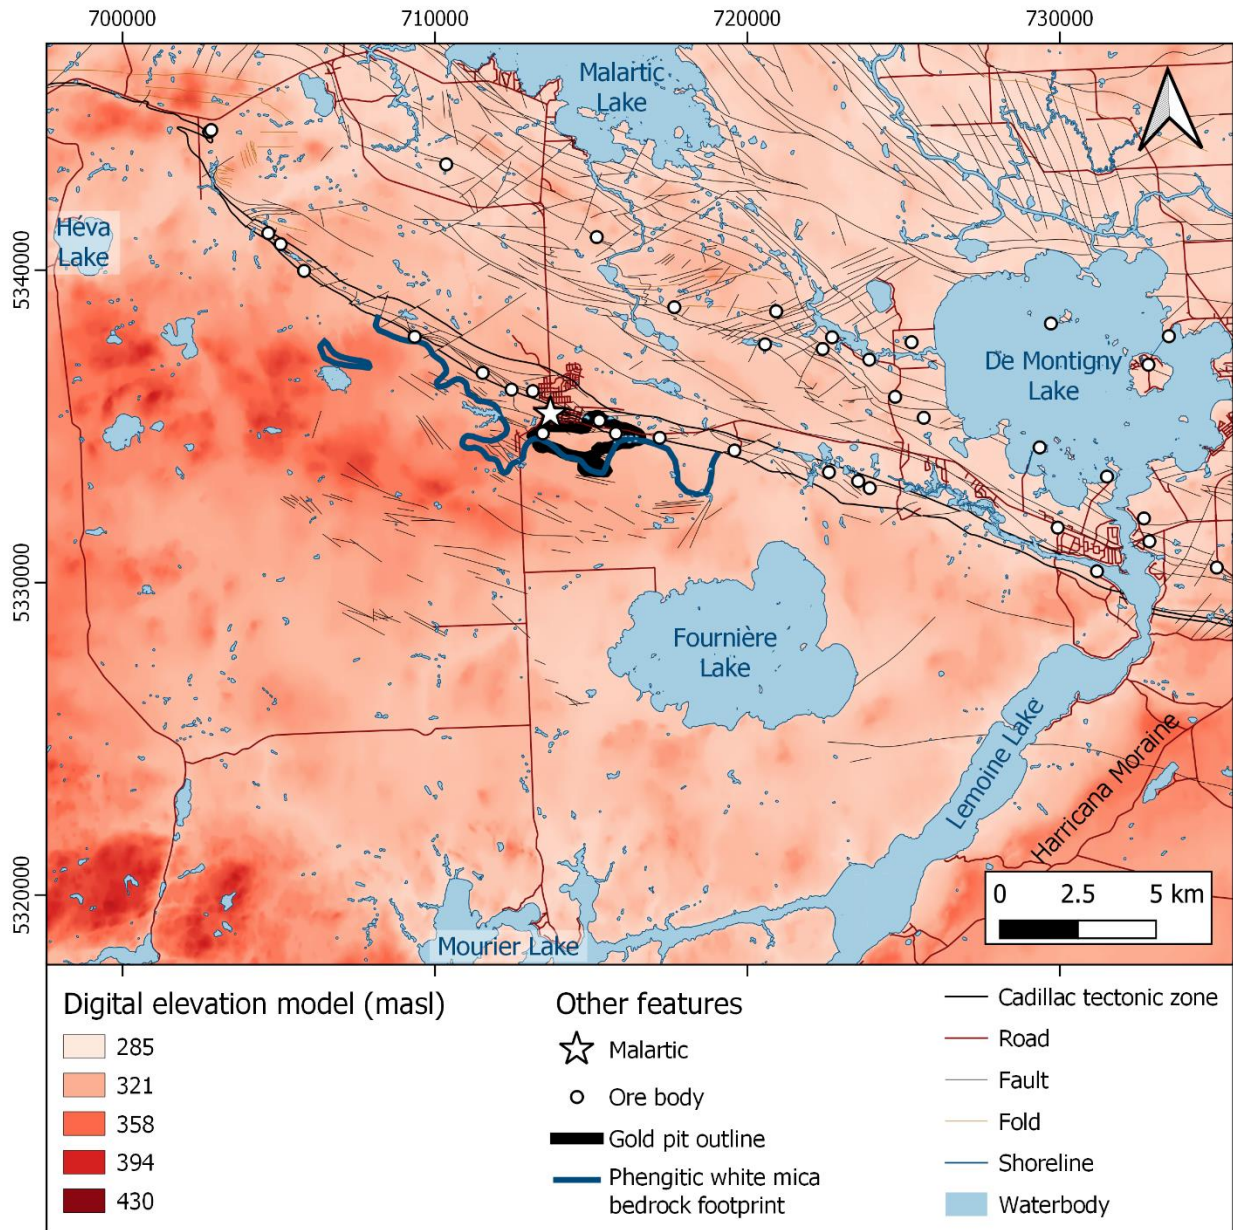 700000
710000
720000
730000
Malartic
Lake
Héva
Lake
5340000
De Montigny
Lake
5330000
Fournière
Lake
Lemoine Lake
Harricana Moraine
5320000
Mourier Lake
0 2.5 5 km
Digital elevation model (masl)
285
321
358
394
430
Other features
Malartic
Ore body
Gold pit outline
Phengitic white mica
bedrock footprint
Cadillac tectonic zone
Road
Fault
Fold
Shoreline
Waterbody